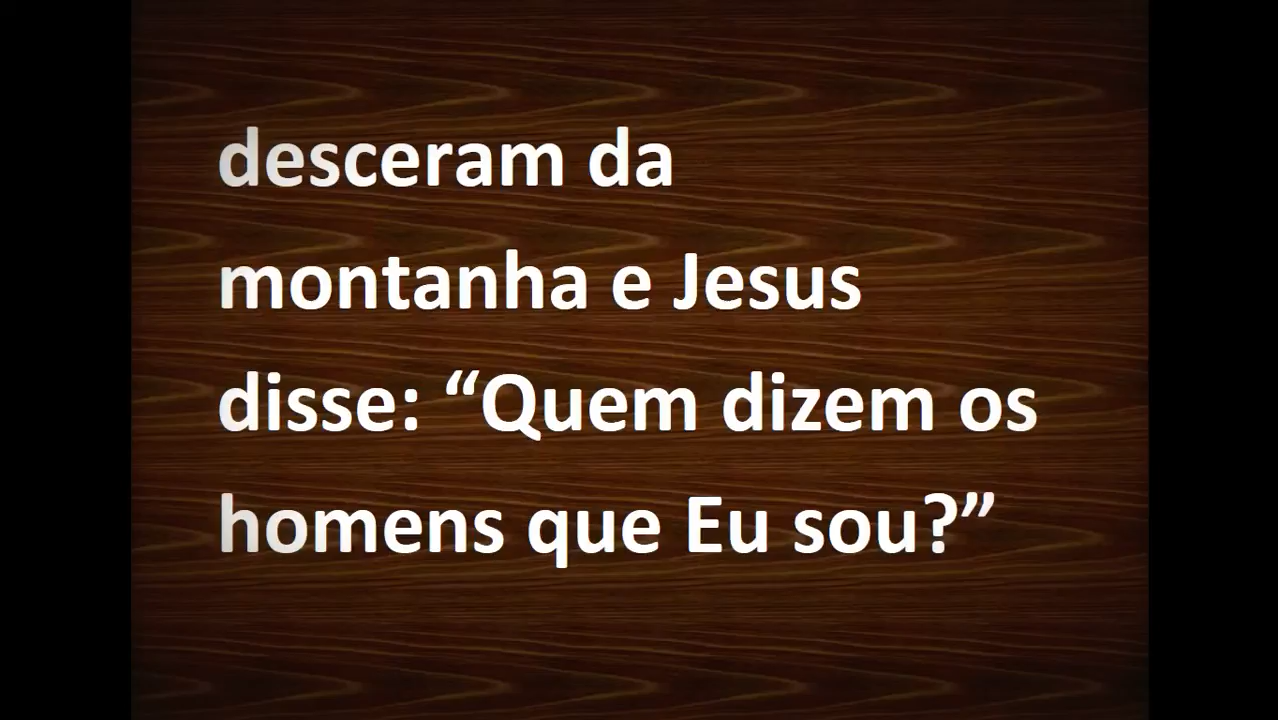 desceram da
montanha e Jesus
disse: “Quem dizem os
homens que Eu sou?”